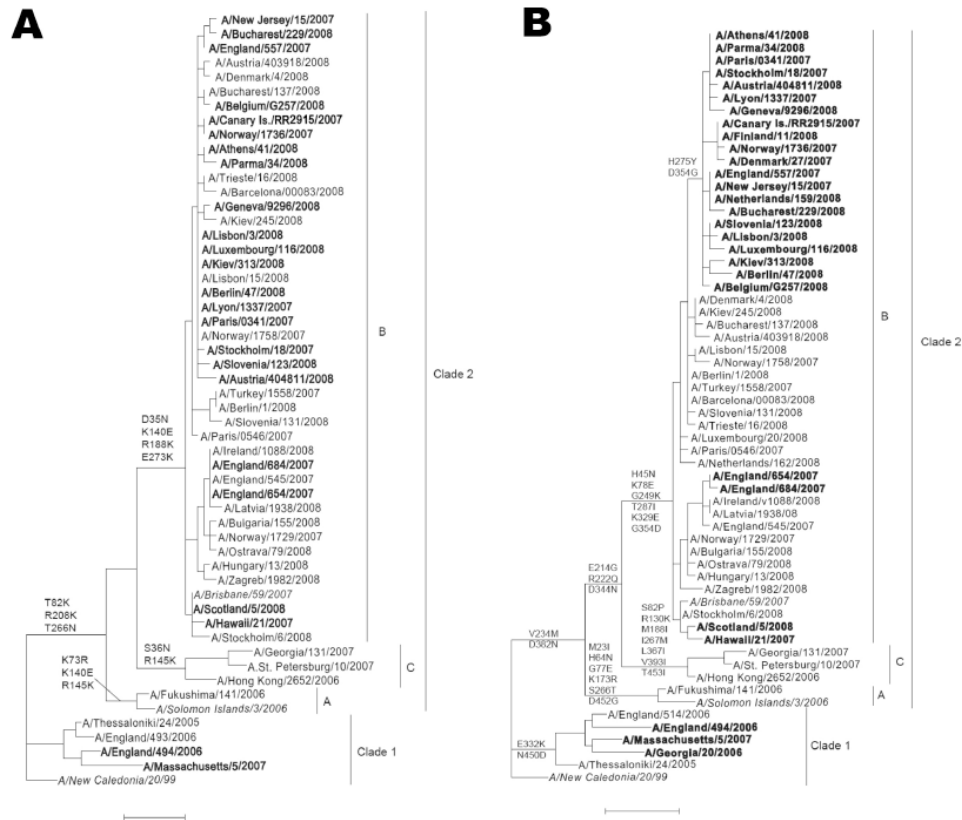 A
A/New Jersey/15/2007
A/Bucharest/229/2008
A/England/557/2007
A/Austria/403918/2008
A/Denmark/4/2008
A/Bucharest/137/2008
A/Belgium/G257/2008
A/Canary Is./RR2915/2007
A/Norway/1736/2007
A/Athens/41/2008
A/Parma/34/2008
A/Trieste/16/2008
A/Barcelona/00083/2008
A/Geneva/9296/2008
A/Kiev/245/2008
A/Lisbon/3/2008
A/Luxembourg/116/2008
A/Kiev/313/2008
A/Lisbon/15/2008
A/Berlin/47/2008
A/Lyon/1337/2007
A/Paris/0341/2007
A/Norway/1758/2007
A/Stockholm/18/2007
A/Slovenia/123/2008
A/Austria/404811/2008
A/Turkey/1558/2007
A/Berlin/1/2008
A/Slovenia/131/2008
A/Paris/0546/2007
A/Ireland/1088/2008
A/England/684/2007
A/England/545/2007
A/England/654/2007
A/Latvia/1938/2008
A/Bulgaria/155/2008
A/Norway/1729/2007
A/Ostrava/79/2008
A/Hungary/13/2008
A/Zagreb/1982/2008
A/Brisbane/59/2007
A/Scotland/5/2008
A/Hawaii/21/2007
A/Stockholm/6/2008
A/Georgia/131/2007
A.St. Petersburg/10/2007
A/Hong Kong/2652/2006
A/Fukushima/141/2006
A/Solomon Islands/3/2006
A/Thessaloniki/24/2005
A/England/493/2006
A/England/494/2006
A/Massachusetts/5/2007
A/New Caledonia/20/99
D35N
K140E
R188K
E273K
T82K
R208K
T266N
K73R
K140E
R145K
S36N
R145K
B
C
A
Clade 2
Clade 1
B
A/Athens/41/2008
A/Parma/34/2008
A/Paris/0341/2007
A/Stockholm/18/2007
A/Austria/404811/2008
A/Lyon/1337/2007
A/Geneva/9296/2008
A/Canary Is./RR2915/2007
A/Finland/11/2008
A/Norway/1736/2007
A/Denmark/27/2007
A/England/557/2007
A/New Jersey/15/2007
A/Netherlands/159/2008
A/Bucharest/229/2008
A/Slovenia/123/2008
A/Lisbon/3/2008
A/Luxembourg/116/2008
A/Kiev/313/2008
A/Berlin/47/2008
A/Belgium/G257/2008
A/Denmark/4/2008
A/Kiev/245/2008
A/Bucharest/137/2008
A/Austria/403918/2008
A/Lisbon/15/2008
A/Norway/1758/2007
A/Berlin/1/2008
A/Turkey/1558/2007
A/Barcelona/00083/2008
A/Slovenia/131/2008
A/Trieste/16/2008
A/Luxembourg/20/2008
A/Paris/0546/2007
A/Netherlands/162/2008
A/England/654/2007
A/England/684/2007
A/Ireland/v1088/2008
A/Latvia/1938/08
A/England/545/2007
A/Norway/1729/2007
A/Bulgaria/155/2008
A/Ostrava/79/2008
A/Hungary/13/2008
A/Zagreb/1982/2008
A/Brisbane/59/2007
A/Stockholm/6/2008
A/Scotland/5/2008
A/Hawaii/21/2007
A/Georgia/131/2007
A/St. Petersburg/10/2007
A/Hong Kong/2652/2006
A/Fukushima/141/2006
A/Solomon Islands/3/2006
A/England/514/2006
A/England/494/2006
A/Massachusetts/5/2007
A/Georgia/20/2006
A/Thessaloniki/24/2005
A/New Caledonia/20/99
H275Y
D354G
H45N
K78E
G249K
T287I
K329E
G354D
E214G
R222Q
D344N
S82P
R130K
M188I
I267M
L367I
V393I
T453I
V234M
D382N
M23I
H64N
G77E
K173R
S266T
D452G
E332K
N450D
B
C
A
Clade 2
Clade 1